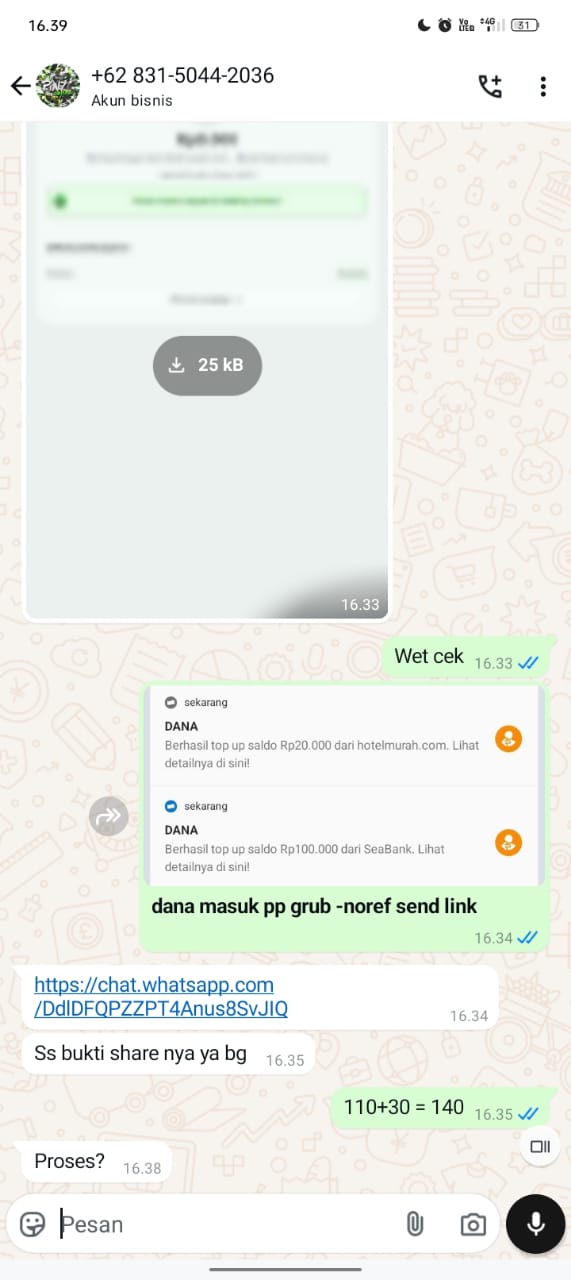 16.39
Vo
LTE
4G
31
+62 831-5044-2036
Akun bisnis
25 kB
16.33
Wet cek 16.33
sekarang
DANA
Berhasil top up saldo Rp20.000 dari hotelmurah.com. Lihat
detailnya di sini!
sekarang
DANA
Berhasil top up saldo Rp100.000 dari SeaBank. Lihat
detailnya di sini!
dana masuk pp grub -noref send link
16.34
https://chat.whatsapp.com
/DdlDFQPZZPT4Anus8SvJIQ
16.34
Ss bukti share nya ya bg 16.35
110+30 = 140 16.35
Proses? 16.38
Pesan